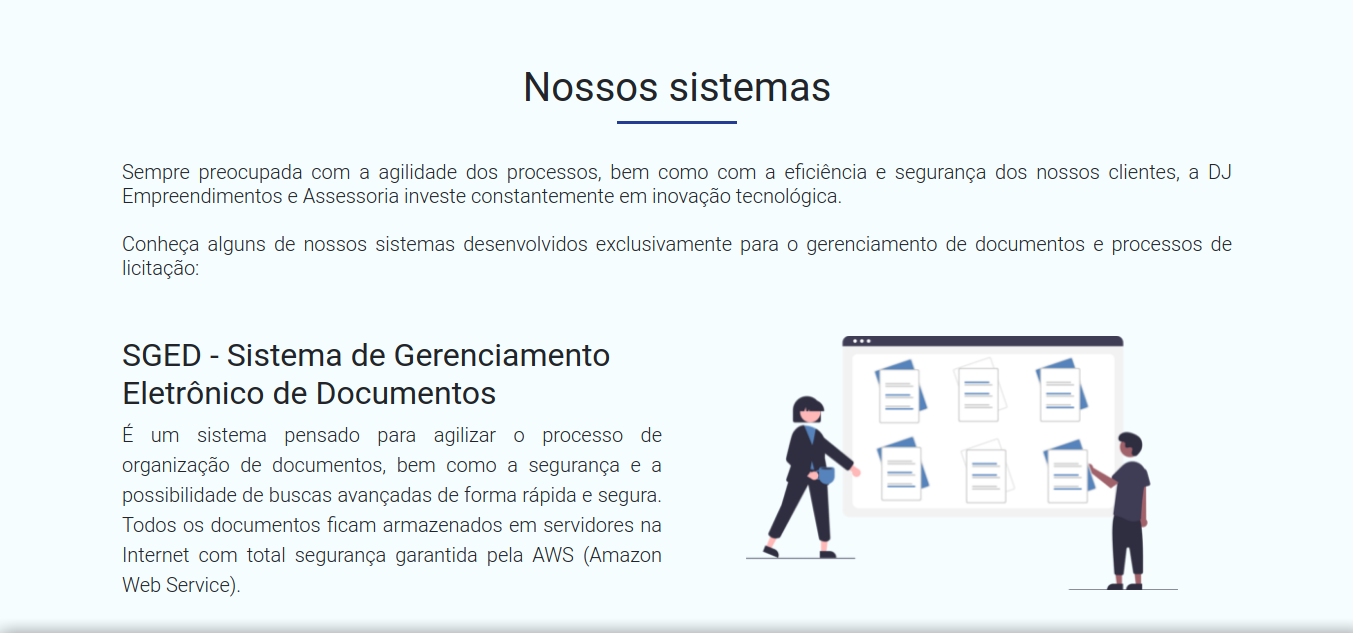 Nossos sistemas
Sempre preocupada com a agilidade dos processos, bem como com a eficiência e segurança dos nossos clientes, a DJ
Empreendimentos e Assessoria investe constantemente em inovação tecnológica.
Conheça alguns de nossos sistemas desenvolvidos exclusivamente para o gerenciamento de documentos e processos de
licitação:
SGED - Sistema de Gerenciamento
Eletrônico de Documentos
É um sistema pensado para agilizar o processo de
organização de documentos, bem como a segurança e a
possibilidade de buscas avançadas de forma rápida e segura.
Todos os documentos ficam armazenados em servidores na
Internet com total segurança garantida pela AWS (Amazon
Web Service).